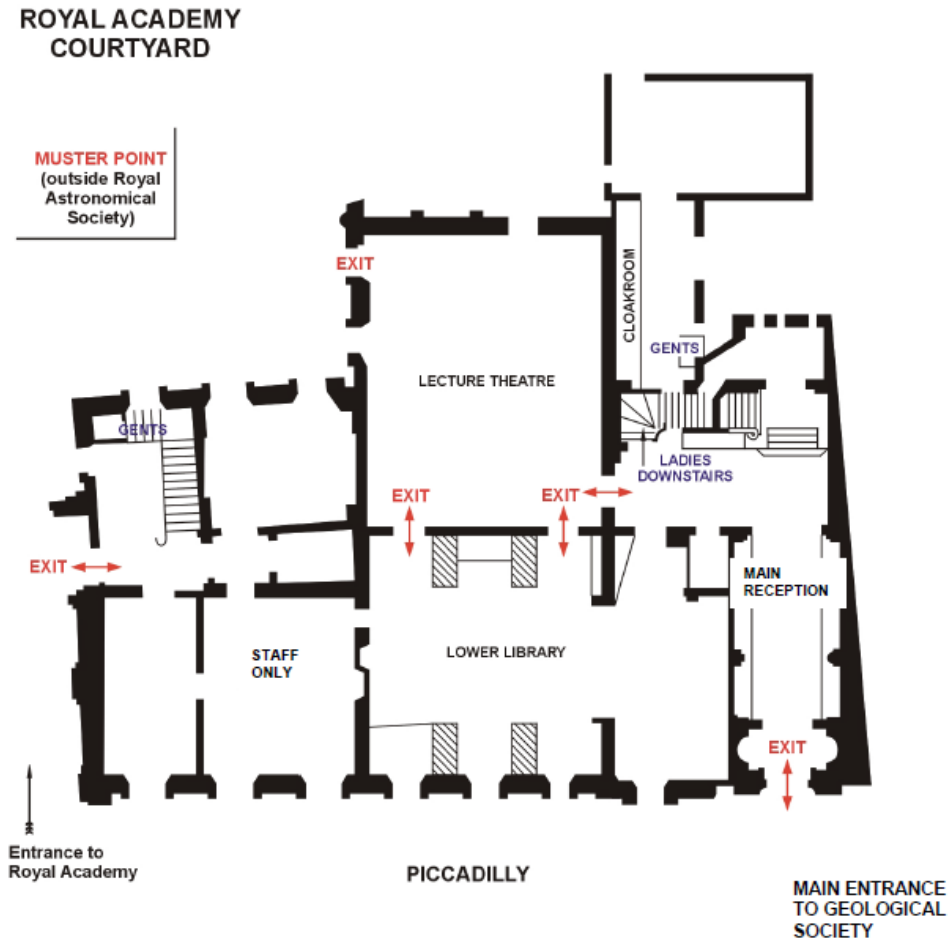 ROYAL ACADEMY
COURTYARD
MUSTER POINT
(outside Royal
Astronomical
Society)
EXIT
CLOAKROOM
GENTS
LECTURE THEATRE
GENTS
LADIES
DOWNSTAIRS
EXIT
EXIT
EXIT
MAIN
RECEPTION
STAFF
ONLY
LOWER LIBRARY
EXIT
Entrance to
Royal Academy
PICCADILLY
MAIN ENTRANCE
TO GEOLOGICAL
SOCIETY